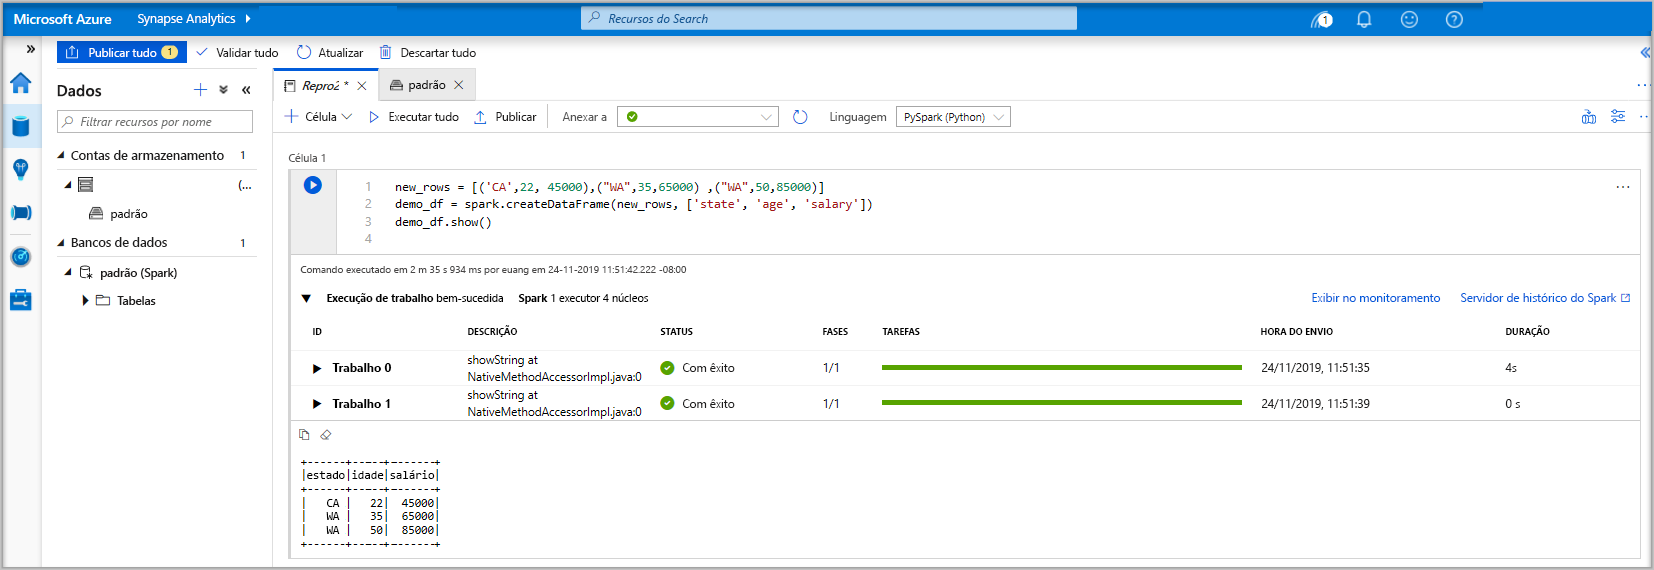 Microsoft Azure Synapse Analytics
Recursos do Search
1
Publicar tudo 1 Validar tudo Atualizar Descartar tudo
Dados
Filtrar recursos por nome
Contas de armazenamento 1
(...
padrão
Bancos de dados 1
padrão (Spark)
Tabelas
Repro2 * padrão
Célula Executar tudo Publicar Anexar a Linguagem PySpark (Python)
Célula 1
1 new_rows = [('CA',22, 45000),("WA",35,65000) ,("WA",50,85000)]
2 demo_df = spark.createDataFrame(new_rows, ['state', 'age', 'salary'])
3 demo_df.show()
4
Comando executado em 2 m 35 s 934 ms por euang em 24-11-2019 11:51:42.222 -08:00
Execução de trabalho bem-sucedida Spark 1 executor 4 núcleos Exibir no monitoramento Servidor de histórico do Spark
ID DESCRIÇÃO STATUS FASES TAREFAS HORA DO ENVIO DURAÇÃO
Trabalho 0 showString at NativeMethodAccessorImpl.java:0 Com êxito 1/1 24/11/2019, 11:51:35 4s
Trabalho 1 showString at NativeMethodAccessorImpl.java:0 Com êxito 1/1 24/11/2019, 11:51:39 0 s
+------+-----+-------+
|estado|idade|salário|
+------+-----+-------+
| CA | 22| 45000|
| WA | 35| 65000|
| WA | 50| 85000|
+------+-----+-------+